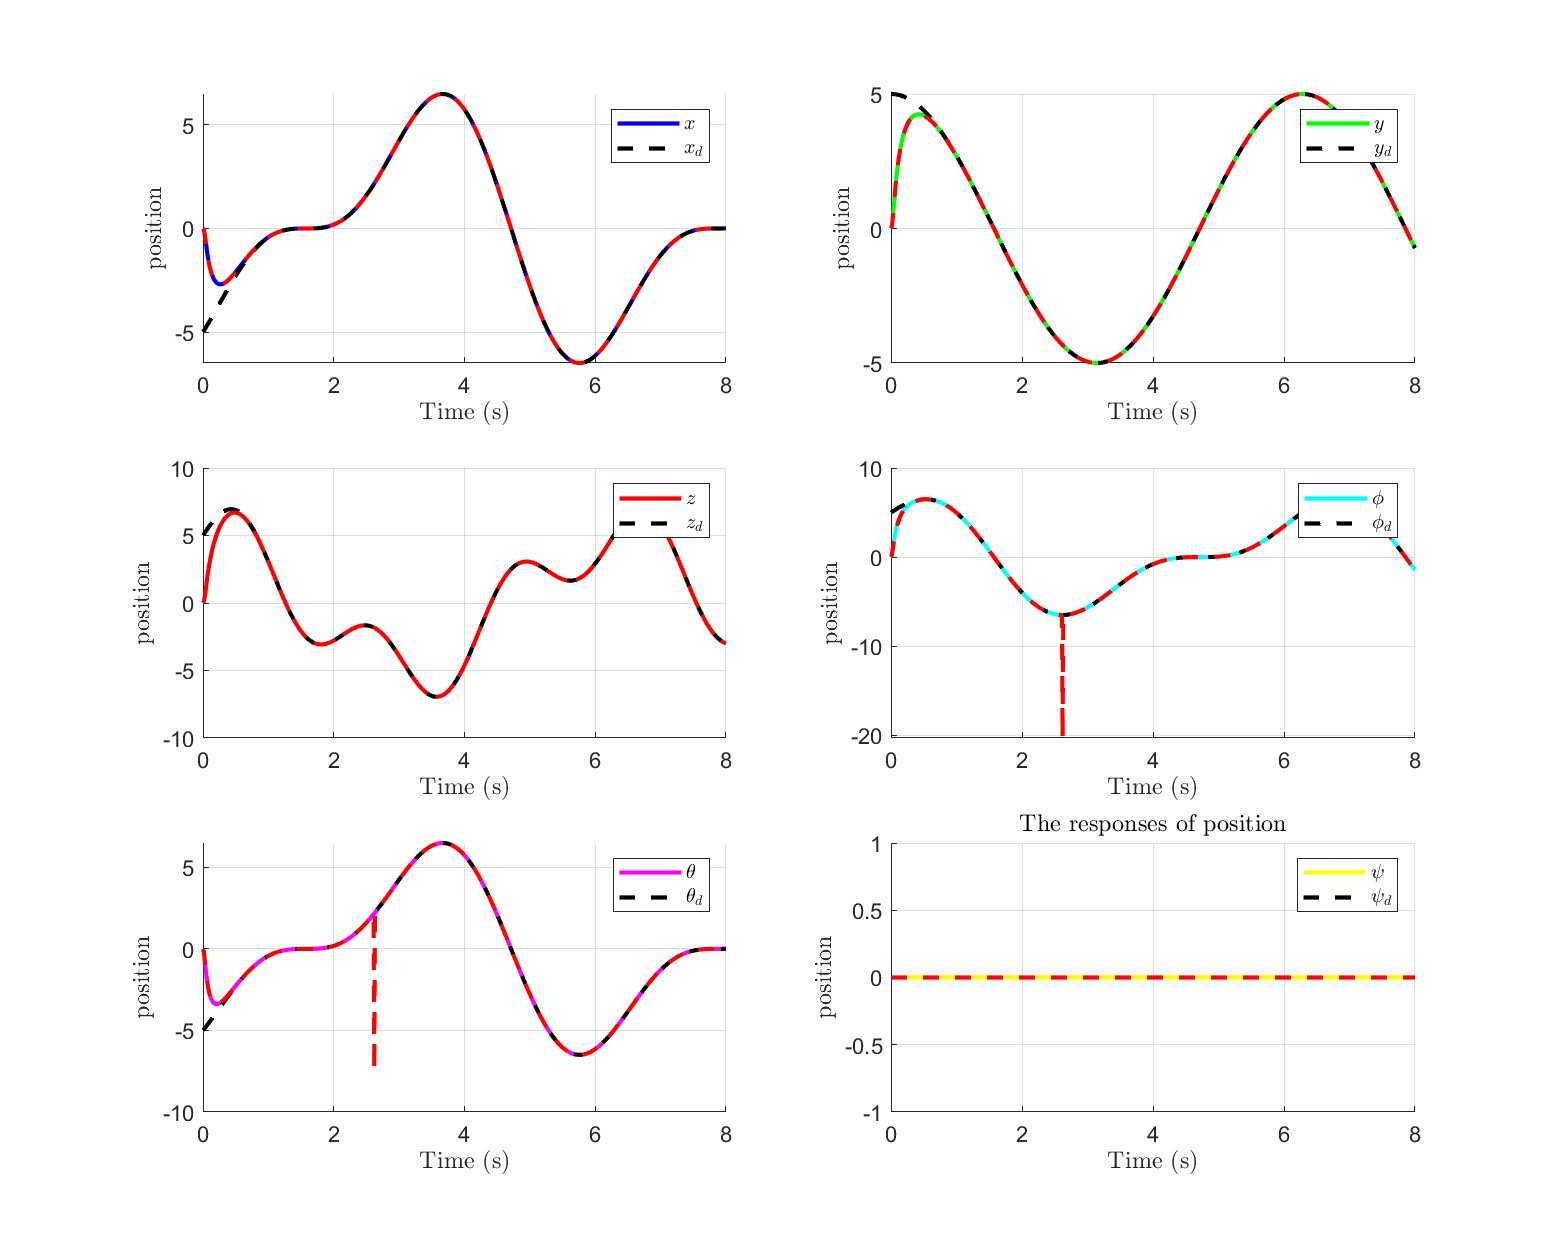 5
0
-5
position
0 2 4 6 8
Time (s)
x
x_d
5
0
-5
position
0 2 4 6 8
Time (s)
y
y_d
10
5
0
-5
-10
position
0 2 4 6 8
Time (s)
z
z_d
10
0
-10
-20
position
0 2 4 6 8
Time (s)
ϕ
ϕ_d
5
0
-5
-10
position
0 2 4 6 8
Time (s)
θ
θ_d
The responses of position
1
0.5
0
-0.5
-1
position
0 2 4 6 8
Time (s)
ψ
ψ_d